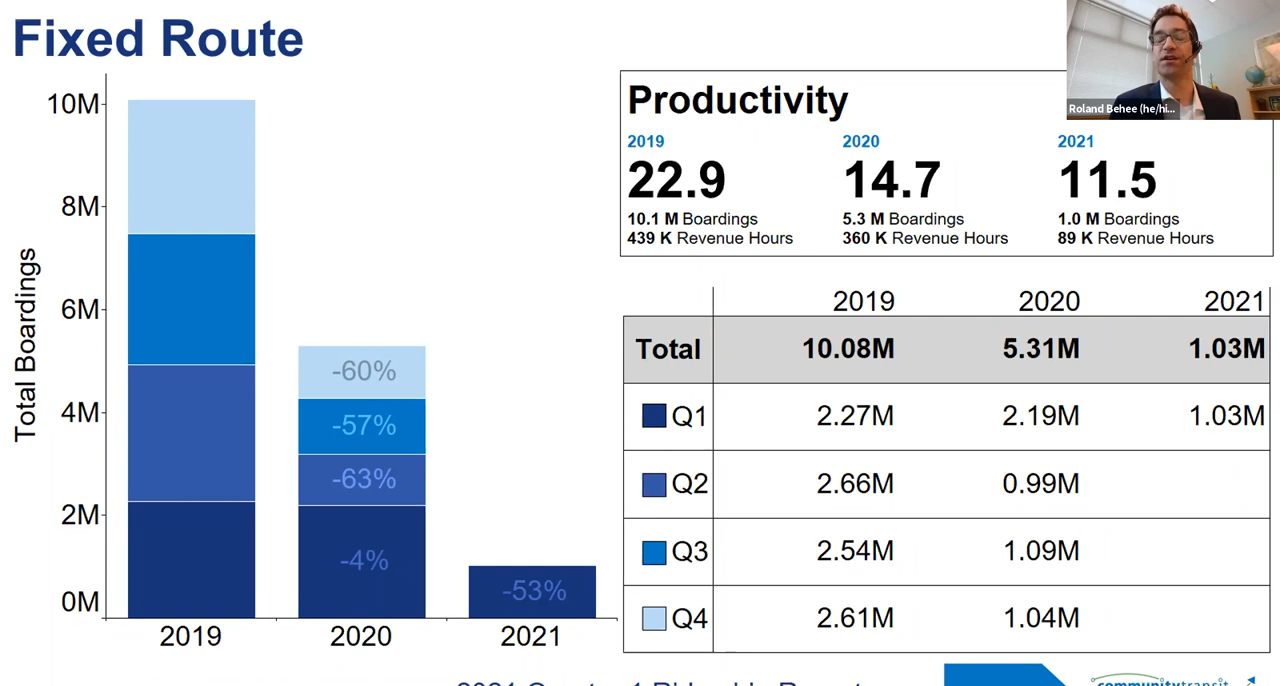 Fixed Route
Roland Behee (he/hi...
Productivity
2019 2020 2021
22.9 14.7 11.5
10.1 M Boardings 5.3 M Boardings 1.0 M Boardings
439 K Revenue Hours 360 K Revenue Hours 89 K Revenue Hours
Total Boardings
10M
8M
6M
4M
2M
0M
-60%
-57%
-63%
-4%
-53%
2019 2020 2021
2019 2020 2021
Total 10.08M 5.31M 1.03M
Q1 2.27M 2.19M 1.03M
Q2 2.66M 0.99M
Q3 2.54M 1.09M
Q4 2.61M 1.04M
communitytransit